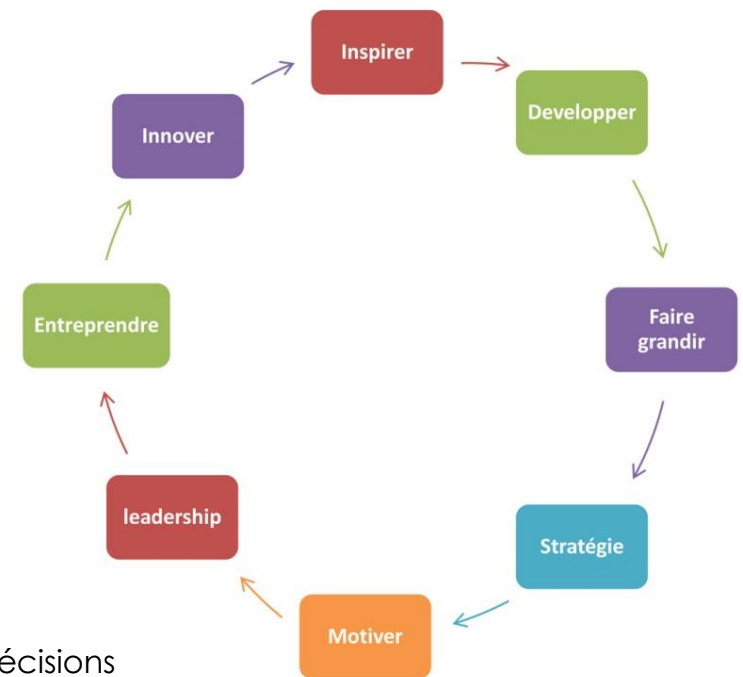 Inspirer
Developper
Innover
Faire
grandir
Entreprendre
Stratégie
leadership
Motiver
écisions